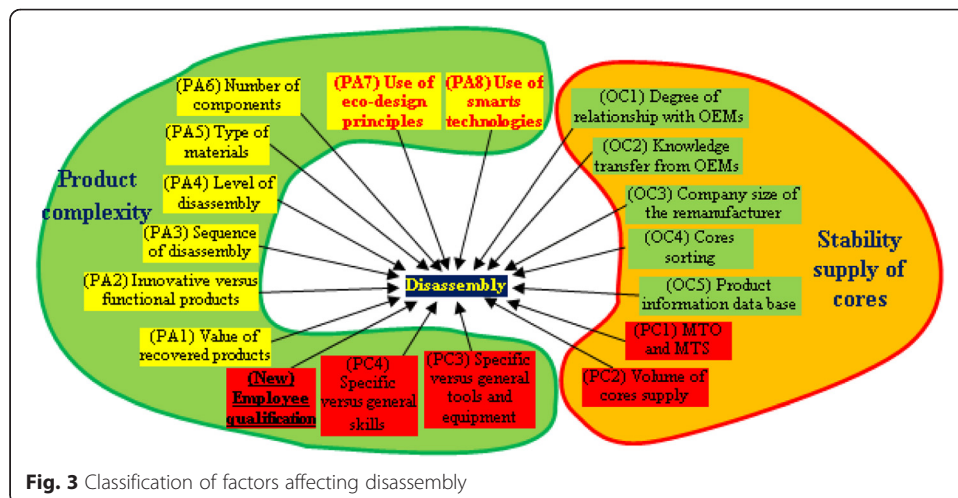 (PA6) Number of
components
(PA7) Use of
eco-design
principles
(PA8) Use of
smarts
technologies
(OC1) Degree of
relationship with OEMs
(PA5) Type of
materials
(OC2) Knowledge
transfer from OEMs
Product
complexity
(PA4) Level of
disassembly
(OC3) Company size of
the remanufacturer
(PA3) Sequence
of disassembly
(OC4) Cores
sorting
Stability
supply of
cores
(PA2) Innovative versus
functional products
Disassembly
(OC5) Product
information data base
(PA1) Value of
recovered products
(PC1) MTO
and MTS
(New)
Employee
qualification
(PC4)
Specific
versus general
skills
(PC3) Specific
versus general
tools and
equipment
(PC2) Volume of
cores supply
Fig. 3 Classification of factors affecting disassembly